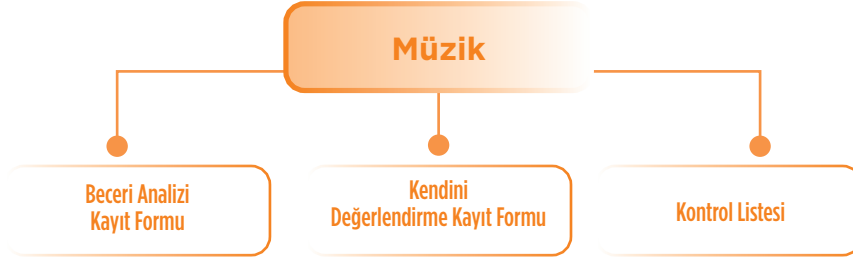 Müzik
Beceri Analizi
Kayıt Formu
Kendini
Değerlendirme Kayıt Formu
Kontrol Listesi